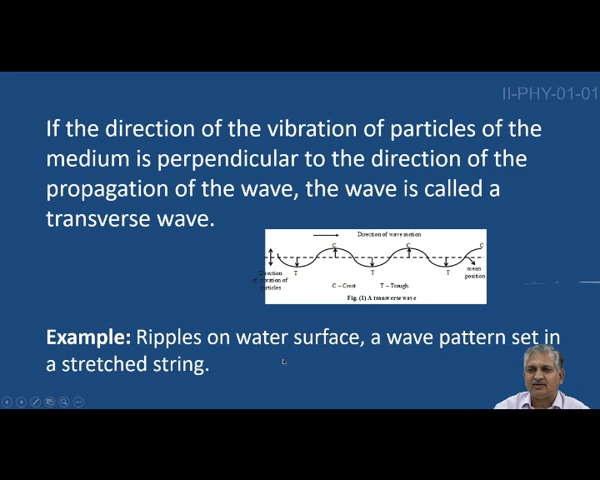 II-PHY-01-01
If the direction of the vibration of particles of the
medium is perpendicular to the direction of the
propagation of the wave, the wave is called a
transverse wave.
Direction of wave motion
C C C
Direction of vibration of particles
T T T
mean position
C – Crest T – Trough
Fig. (1) A transverse wave
Example: Ripples on water surface, a wave pattern set in
a stretched string.